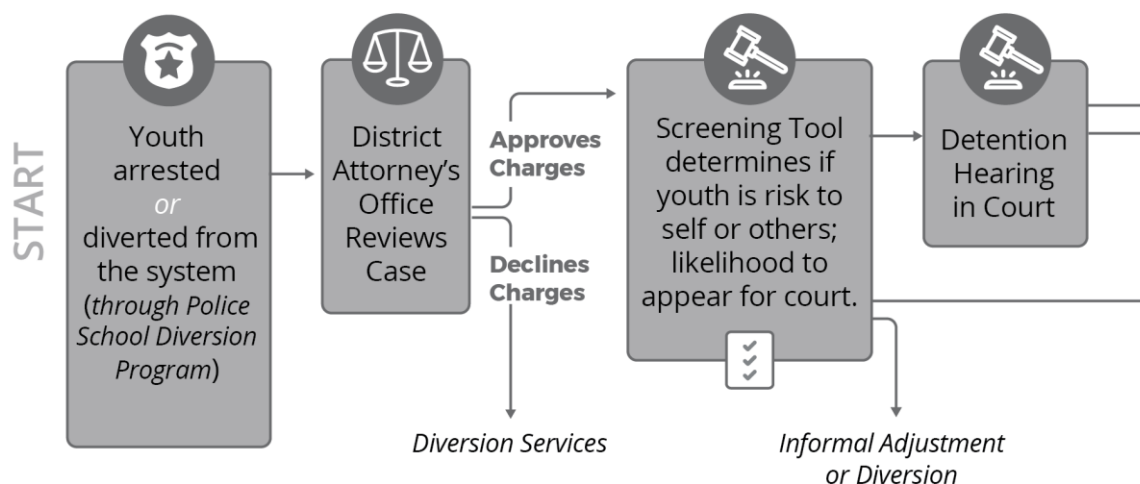 START
Youth
arrested
or
diverted from
the system
(through Police
School Diversion
Program)
District
Attorney's
Office
Reviews
Case
Approves
Charges
Declines
Charges
Diversion Services
Screening Tool
determines if
youth is risk to
self or others;
likelihood to
appear for court.
Informal Adjustment
or Diversion
Detention
Hearing
in Court